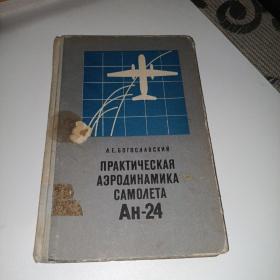 Л.Е.БОГОСЛАВСКИЙ
ПРАКТИЧЕСКАЯ
АЭРОДИНАМИКА
САМОЛЕТА
Ан-24